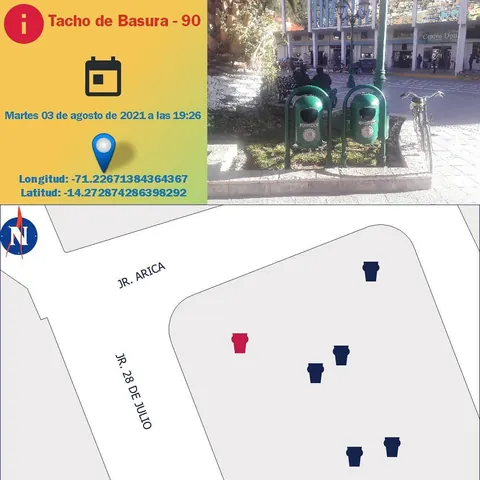 i
Tacho de Basura - 90
Martes 03 de agosto de 2021 a las 19:26
Longitud: -71.22671384364367
Latitud: -14.272874286398292
N
JR. ARICA
JR. 28 DE JULIO